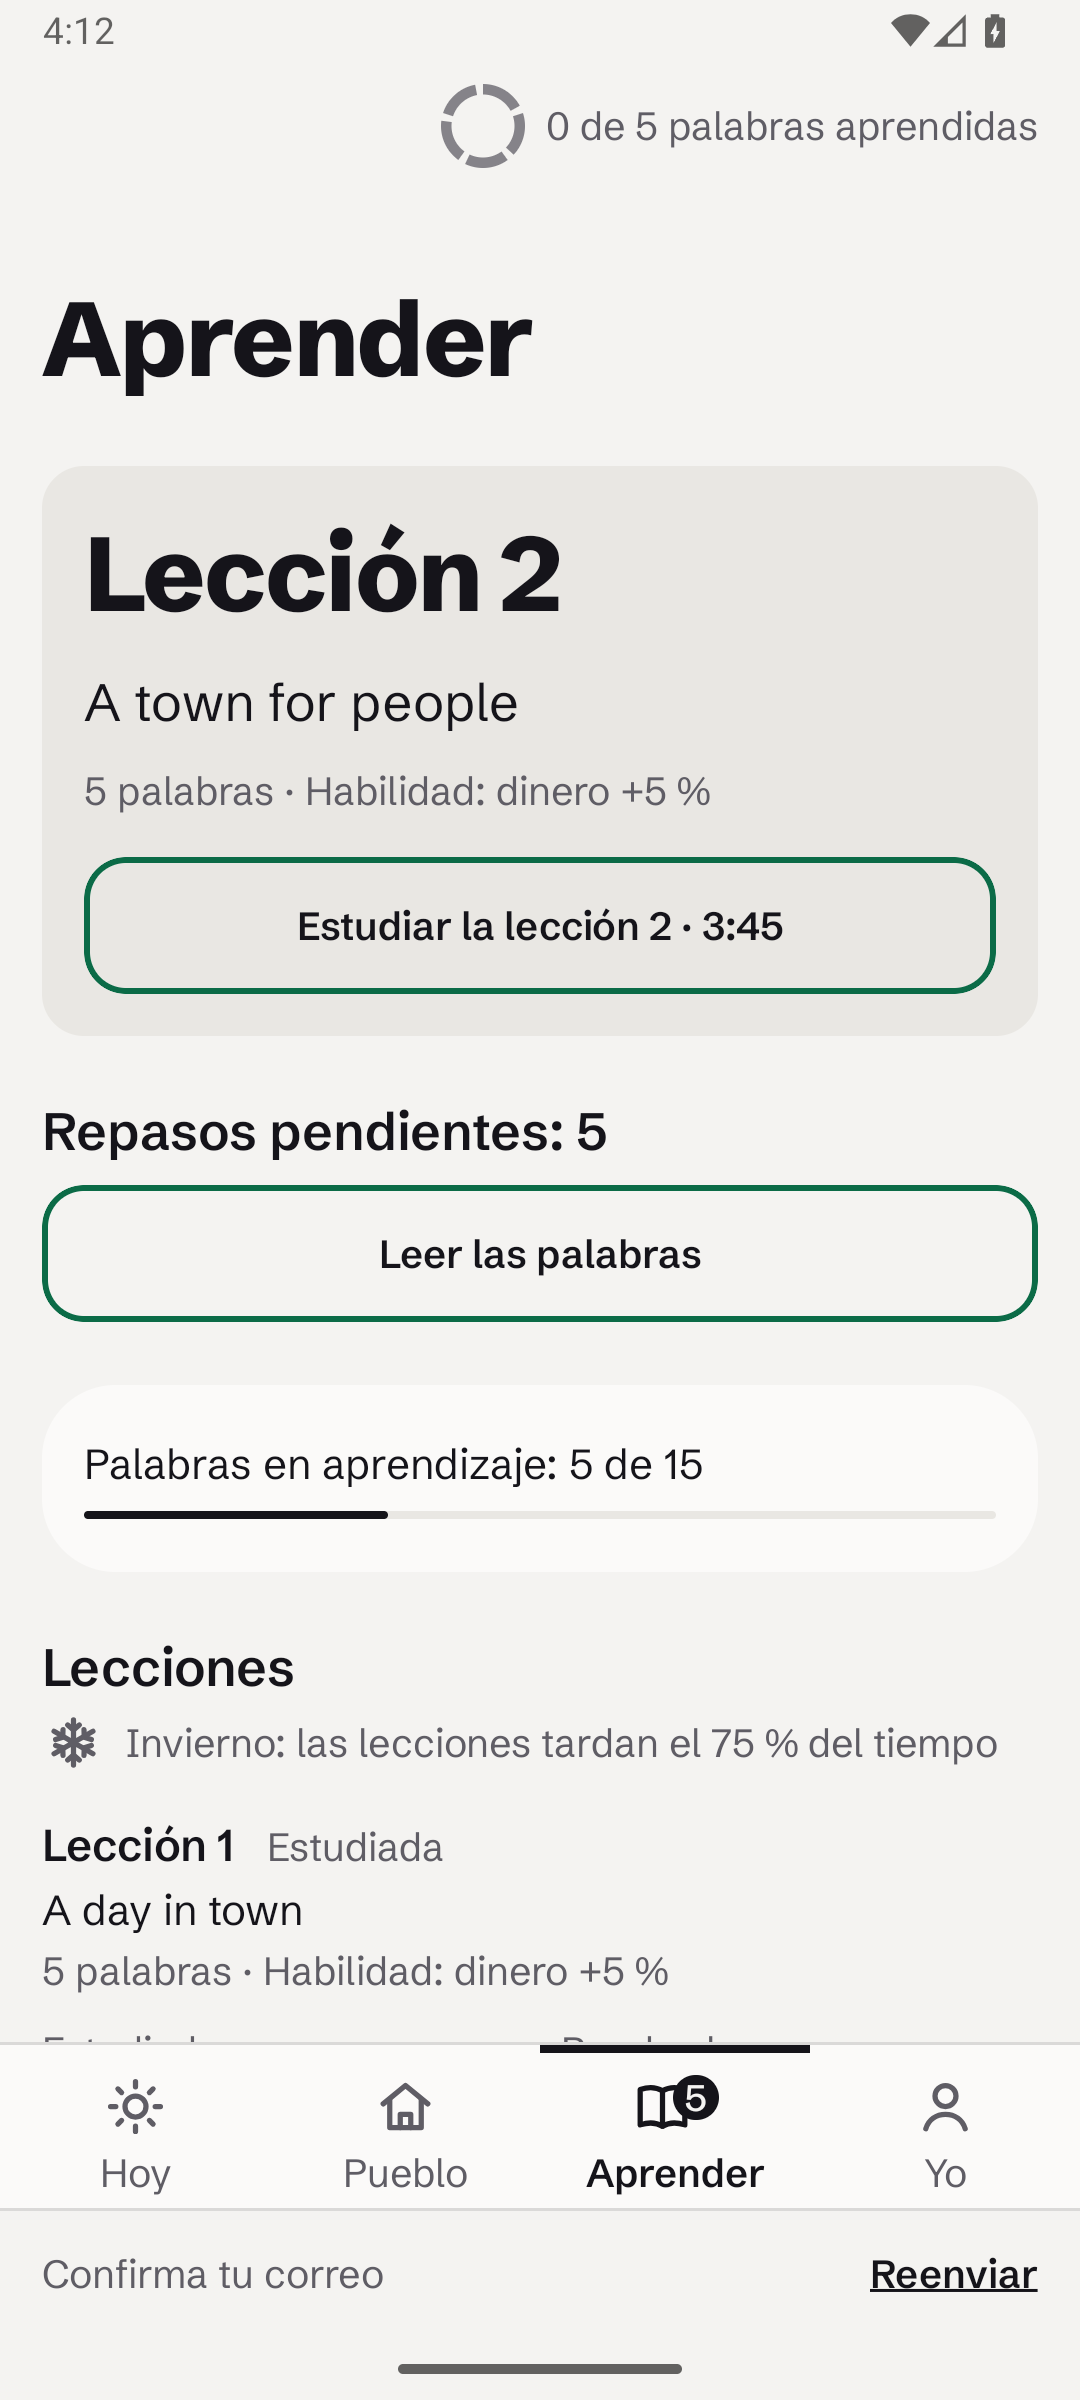 4:12
0 de 5 palabras aprendidas
Aprender
Lección 2
A town for people
5 palabras · Habilidad: dinero +5 %
Estudiar la lección 2 · 3:45
Repasos pendientes: 5
Leer las palabras
Palabras en aprendizaje: 5 de 15
Lecciones
Invierno: las lecciones tardan el 75 % del tiempo
Lección 1 Estudiada
A day in town
5 palabras · Habilidad: dinero +5 %
5
Hoy Pueblo Aprender Yo
Confirma tu correo Reenviar